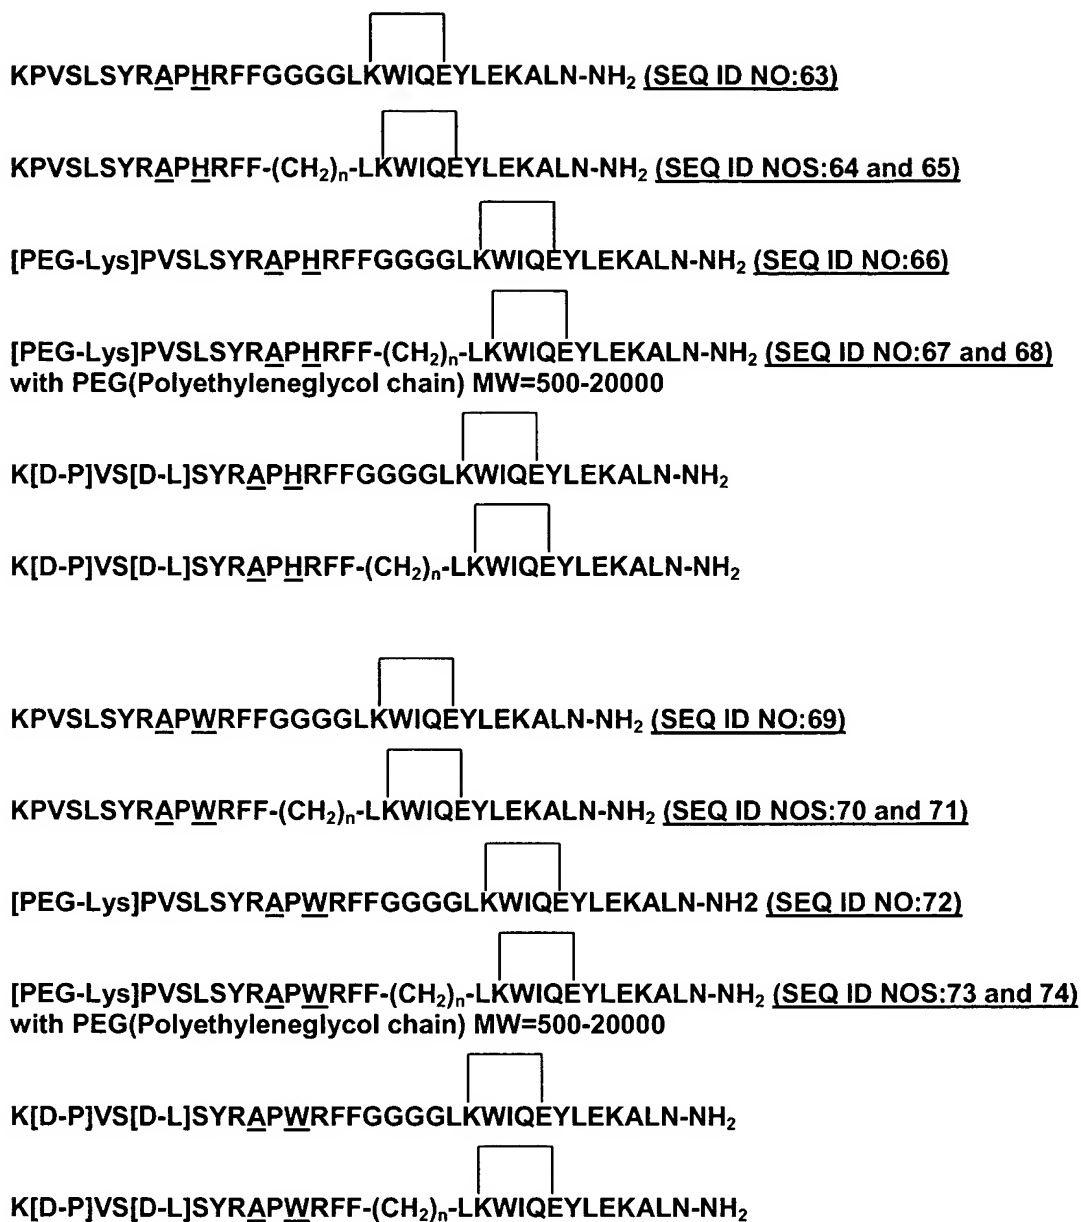 KPVSLSYRAPHRFFGGGGLKWIQEYLEKALN-NH₂ (SEQ ID NO:63)
KPVSLSYRAPHRFF-(CH₂)ₙ-LKWIQEYLEKALN-NH₂ (SEQ ID NOS:64 and 65)
[PEG-Lys]PVSLSYRAPHRFFGGGGLKWIQEYLEKALN-NH₂ (SEQ ID NO:66)
[PEG-Lys]PVSLSYRAPHRFF-(CH₂)ₙ-LKWIQEYLEKALN-NH₂ (SEQ ID NO:67 and 68)
with PEG(Polyethyleneglycol chain) MW=500-20000
K[D-P]VS[D-L]SYRAPHRFFGGGGLKWIQEYLEKALN-NH₂
K[D-P]VS[D-L]SYRAPHRFF-(CH₂)ₙ-LKWIQEYLEKALN-NH₂
KPVSLSYRAPWRFFGGGGLKWIQEYLEKALN-NH₂ (SEQ ID NO:69)
KPVSLSYRAPWRFF-(CH₂)ₙ-LKWIQEYLEKALN-NH₂ (SEQ ID NOS:70 and 71)
[PEG-Lys]PVSLSYRAPWRFFGGGGLKWIQEYLEKALN-NH2 (SEQ ID NO:72)
[PEG-Lys]PVSLSYRAPWRFF-(CH₂)ₙ-LKWIQEYLEKALN-NH₂ (SEQ ID NOS:73 and 74)
with PEG(Polyethyleneglycol chain) MW=500-20000
K[D-P]VS[D-L]SYRAPWRFFGGGGLKWIQEYLEKALN-NH₂
K[D-P]VS[D-L]SYRAPWRFF-(CH₂)ₙ-LKWIQEYLEKALN-NH₂